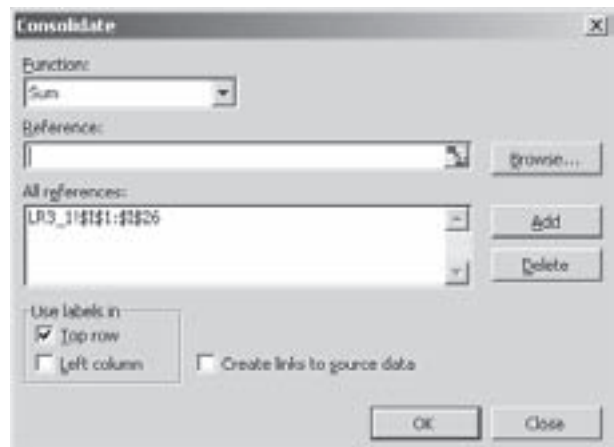 Consolidate
Function:
Sum
Reference:
Browse...
All references:
LR3_1!$I$1:$I$26
Add
Delete
Use labels in
Top row
Left column
Create links to source data
OK
Close